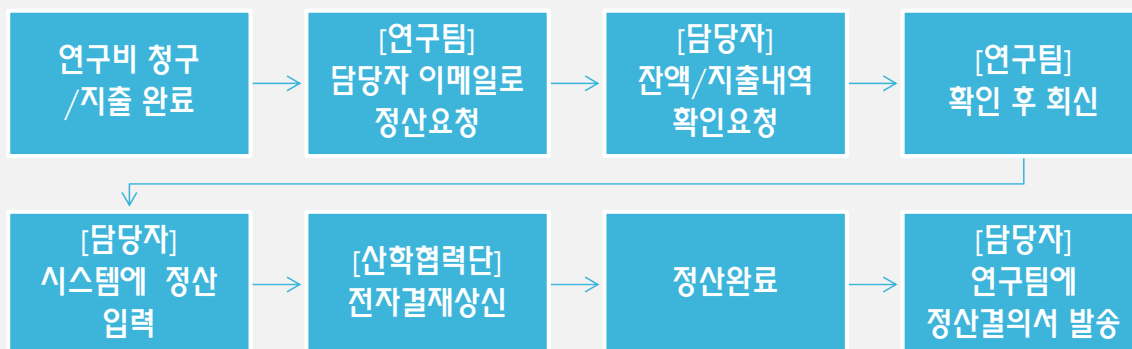 연구비 청구
/지출 완료
[연구팀]
담당자 이메일로
정산요청
[담당자]
잔액/지출내역
확인요청
[연구팀]
확인 후 회신
[담당자]
시스템에 정산
입력
[산학협력단]
전자결재상신
정산완료
[담당자]
연구팀에
정산결의서 발송